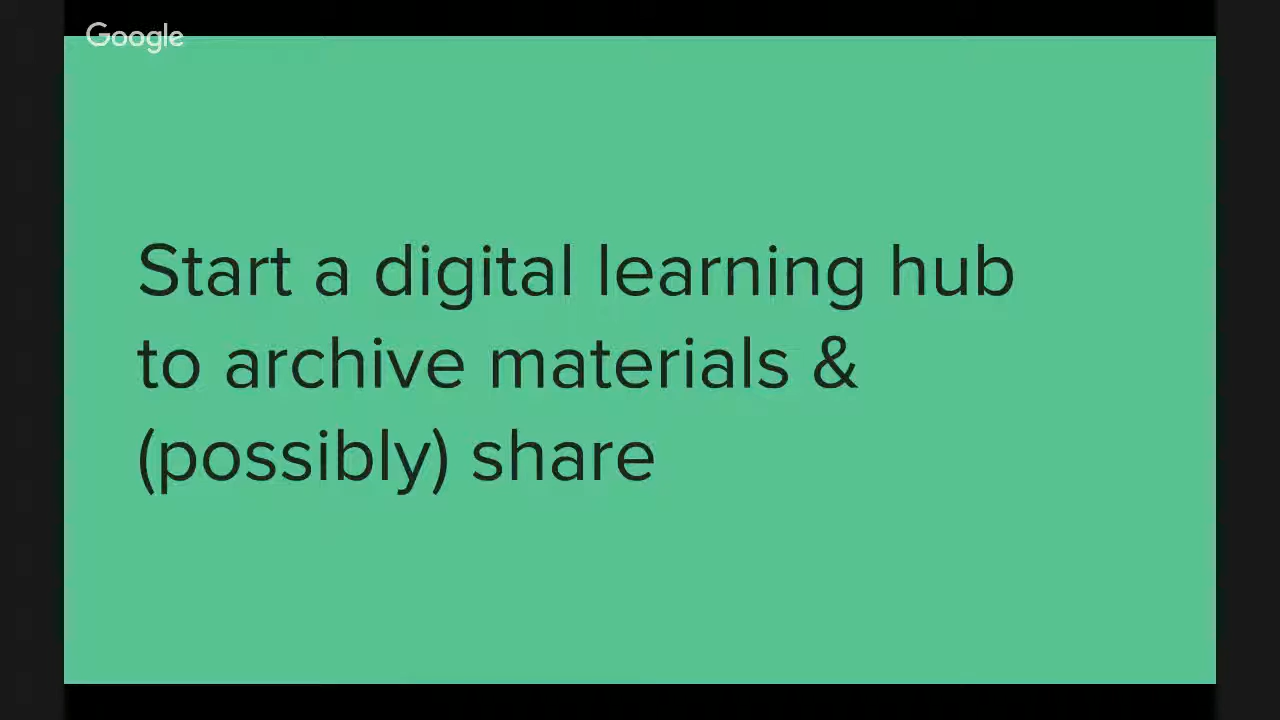 Google
Start a digital learning hub
to archive materials &
(possibly) share